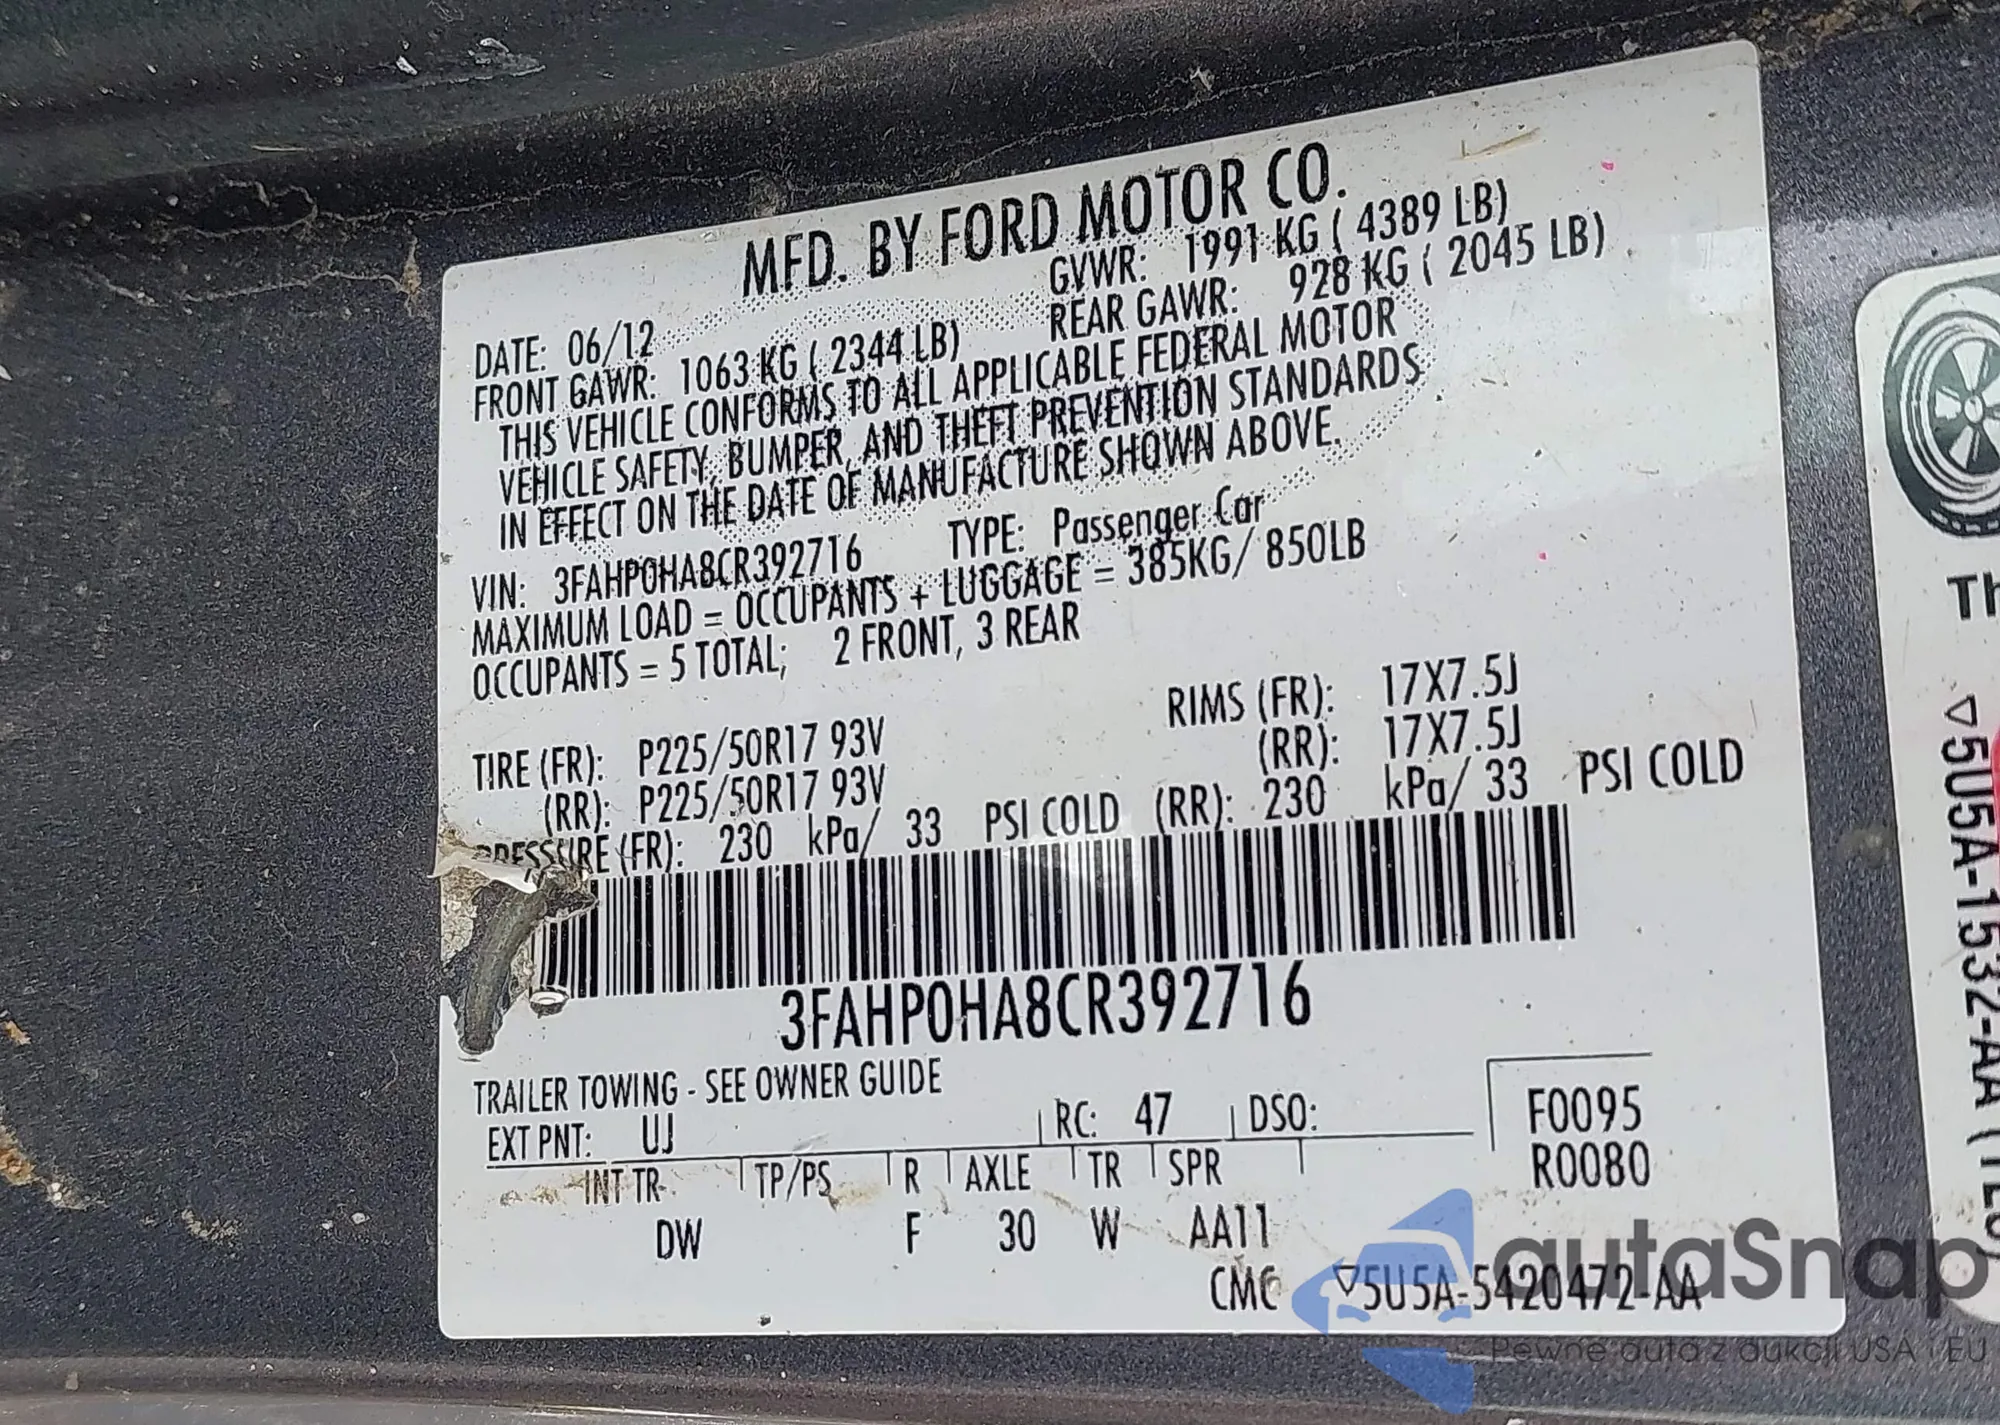 MFD. BY FORD MOTOR CO.
DATE: 06/12 GVWR: 1991 KG ( 4389 LB)
FRONT GAWR: 1063 KG ( 2344 LB) REAR GAWR: 928 KG ( 2045 LB)
THIS VEHICLE CONFORMS TO ALL APPLICABLE FEDERAL MOTOR
VEHICLE SAFETY, BUMPER, AND THEFT PREVENTION STANDARDS
IN EFFECT ON THE DATE OF MANUFACTURE SHOWN ABOVE.
VIN: 3FAHP0HA8CR392716 TYPE: Passenger Car
MAXIMUM LOAD = OCCUPANTS + LUGGAGE = 385KG/ 850LB
OCCUPANTS = 5 TOTAL; 2 FRONT, 3 REAR
TIRE (FR): P225/50R17 93V RIMS (FR): 17X7.5J
(RR): P225/50R17 93V (RR): 17X7.5J
PRESSURE (FR): 230 kPa/ 33 PSI COLD (RR): 230 kPa/ 33 PSI COLD
3FAHP0HA8CR392716
TRAILER TOWING - SEE OWNER GUIDE
EXT PNT: UJ RC: 47 DSO: F0095
INT TR TP/PS R AXLE TR SPR R0080
DW F 30 W AA11
CMC ▽5U5A-5420472-AA
Th
▽5U5A-1532-AA
autaSnap
Pewne auta z aukcji USA i EU